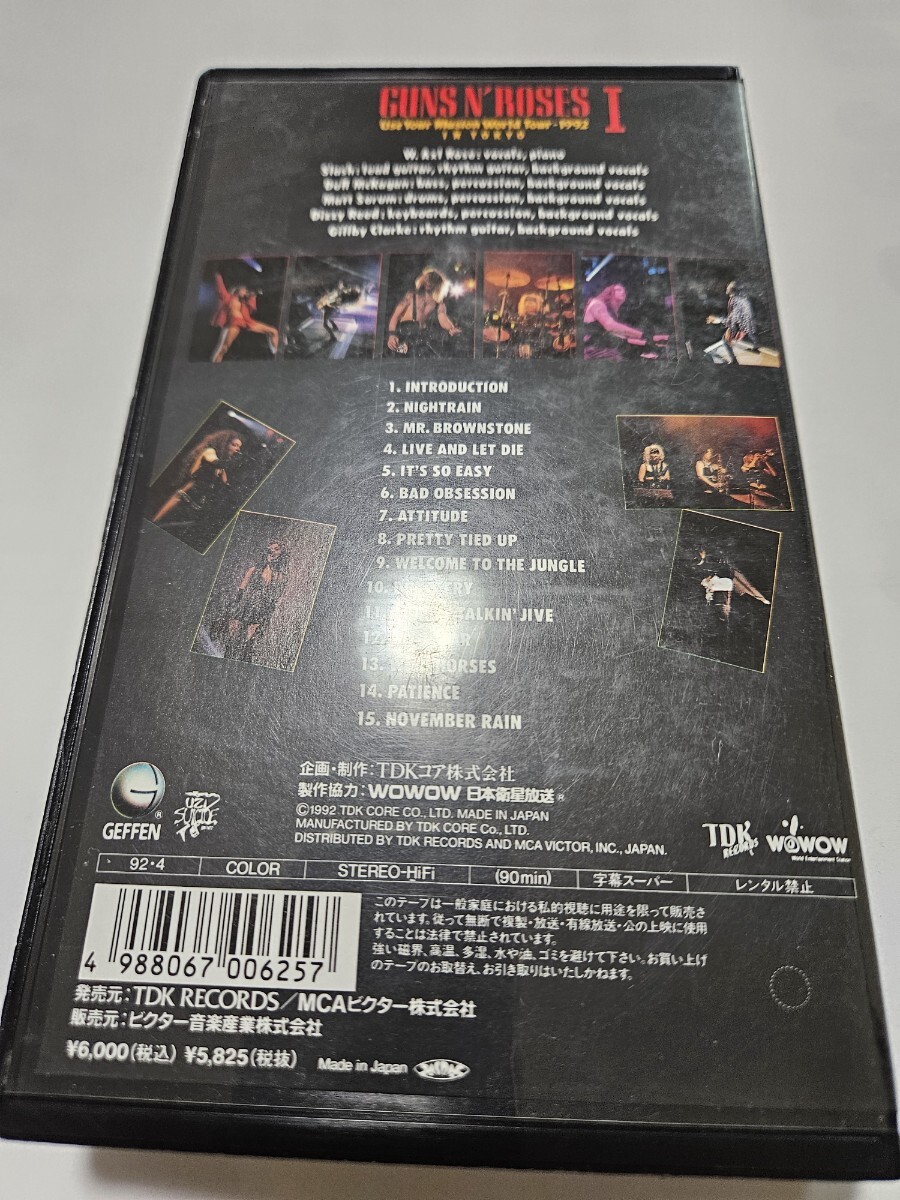 GUNS N' ROSES I
Use Your Illusion World Tour - 1992
IN TOKYO
W. Axl Rose: vocals, piano
Slash: lead guitar, rhythm guitar, background vocals
Duff McKagan: bass, percussion, background vocals
Matt Sorum: drums, percussion, background vocals
Dizzy Reed: keyboards, percussion, background vocals
Gilby Clarke: rhythm guitar, background vocals
1. INTRODUCTION
2. NIGHTRAIN
3. MR. BROWNSTONE
4. LIVE AND LET DIE
5. IT'S SO EASY
6. BAD OBSESSION
7. ATTITUDE
8. PRETTY TIED UP
9. WELCOME TO THE JUNGLE
10.
11. TALKIN' JIVE
12.
13. HORSES
14. PATIENCE
15. NOVEMBER RAIN
企画・制作:TDKコア株式会社
製作協力:WOWOW 日本衛星放送®
©1992 TDK CORE CO., LTD. MADE IN JAPAN
MANUFACTURED BY TDK CORE Co., LTD.
DISTRIBUTED BY TDK RECORDS AND MCA VICTOR, INC., JAPAN.
GEFFEN®
UZI SUICIDE
TDK RECORDS
WOWOW
World Entertainment Station
92・4 COLOR STEREO-HiFi (90min) 字幕スーパー レンタル禁止
このテープは一般家庭における私的視聴に用途を限って販売さ
れています。従って無断で複製・放送・有線放送・公の上映に使用
することは法律で禁止されています。
強い磁界、高温、多湿、水や油、ゴミを避けて下さい。お買い上げ
のテープのお取替え、お引き取りはいたしかねます。
4 988067 006257
発売元:TDK RECORDS/MCAビクター株式会社
販売元:ビクター音楽産業株式会社
¥6,000(税込) ¥5,825(税抜)
Made in Japan